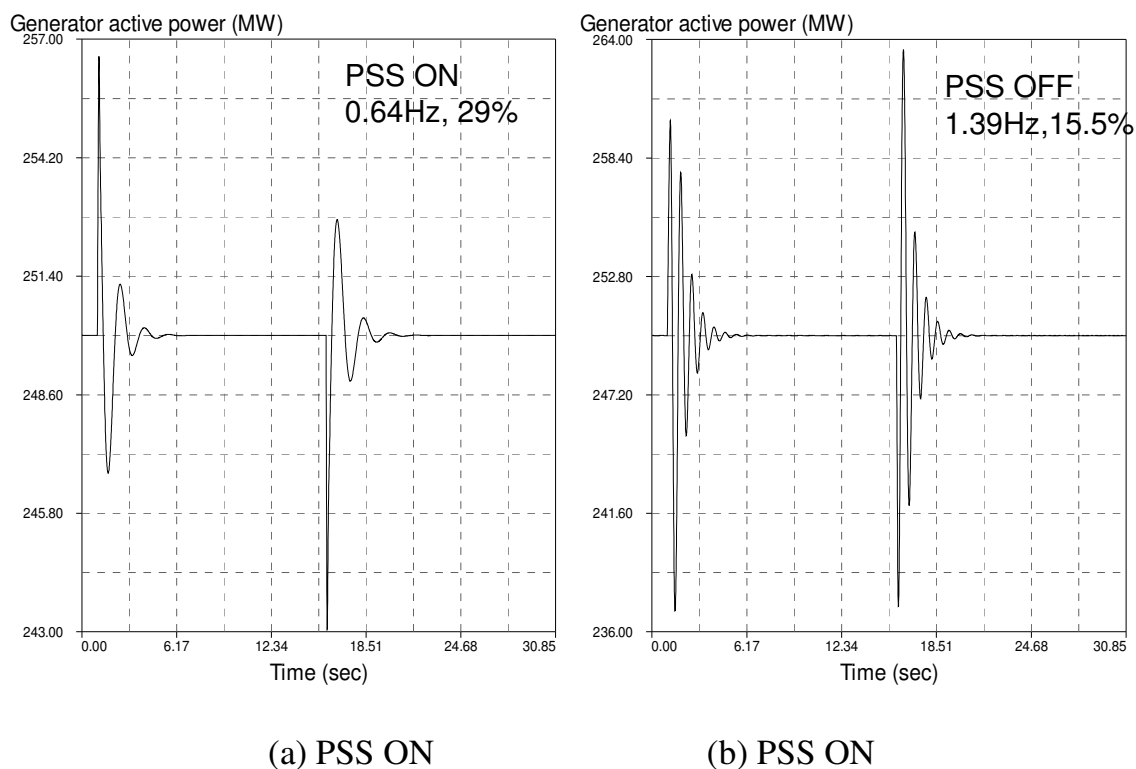 Generator active power (MW)
257.00
254.20
251.40
248.60
245.80
243.00
PSS ON
0.64Hz, 29%
0.00 6.17 12.34 18.51 24.68 30.85
Time (sec)
(a) PSS ON
Generator active power (MW)
264.00
258.40
252.80
247.20
241.60
236.00
PSS OFF
1.39Hz,15.5%
0.00 6.17 12.34 18.51 24.68 30.85
Time (sec)
(b) PSS ON